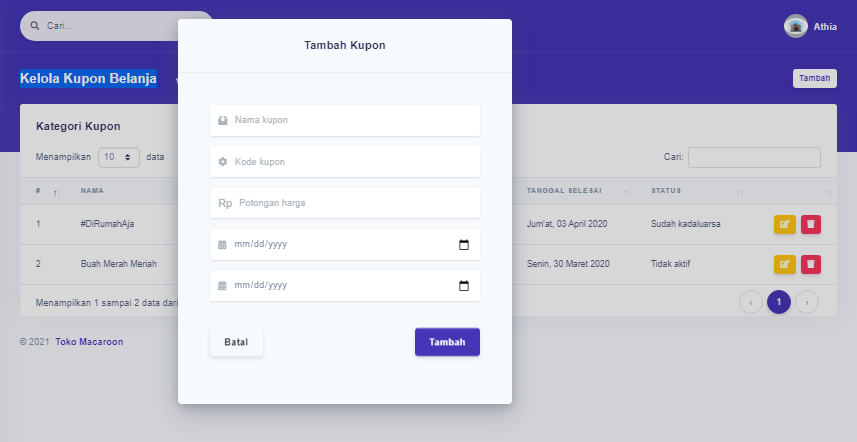 Cari...
Athia
Tambah Kupon
Kelola Kupon Belanja
Tambah
Kategori Kupon
Menampilkan 10 data
Cari:
Nama kupon
Kode kupon
Rp Potongan harga
mm/dd/yyyy
mm/dd/yyyy
Batal
Tambah
# NAMA TANGGAL SELESAI STATUS
1 #DiRumahAja Jum'at, 03 April 2020 Sudah kadaluarsa
2 Buah Merah Meriah Senin, 30 Maret 2020 Tidak aktif
Menampilkan 1 sampai 2 data dari
‹ 1 ›
© 2021 Toko Macaroon